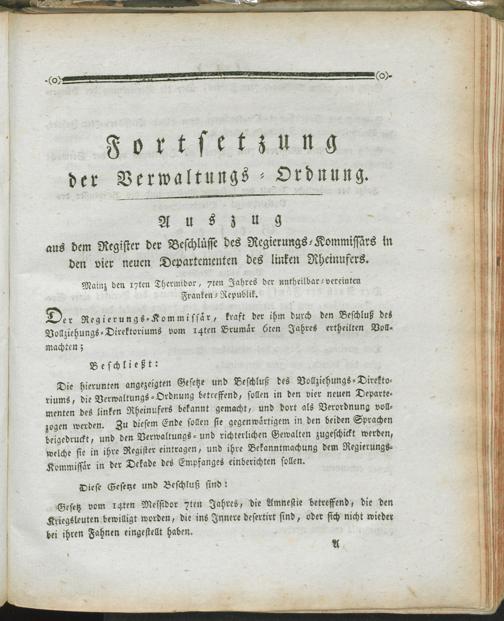 Fortsetzung
der Verwaltungs-Ordnung.
Auszug
aus dem Register der Beschlüsse des Regierungs-Kommissärs in
den vier neuen Departementen des linken Rheinufers.
Mainz den 17ten Thermidor, 7ten Jahres der untheilbar-vereinten
Franken-Republik.
Der Regierungs-Kommissär, kraft der ihm durch den Beschluß des
Vollziehungs-Direktoriums vom 14ten Brumär 6ten Jahres ertheilten Voll-
machten;
Beschließt:
Die hierunten angezeigten Gesetze und Beschluß des Vollziehungs-Direkto-
riums, die Verwaltungs-Ordnung betreffend, sollen in den vier neuen Departe-
menten des linken Rheinufers bekannt gemacht, und dort als Verordnung voll-
zogen werden. Zu diesem Ende sollen sie gegenwärtigem in den beiden Sprachen
beigedruckt, und den Verwaltungs- und richterlichen Gewalten zugeschickt werden,
welche sie in ihre Register eintragen, und ihre Bekanntmachung dem Regierungs-
Kommissär in der Dekade des Empfanges einberichten sollen.
Diese Gesetze und Beschluß sind:
Gesetz vom 14ten Messidor 7ten Jahres, die Amnestie betreffend, die den
Kriegsleuten bewilligt worden, die ins Innere desertirt sind, oder sich nicht wieder
bei ihren Fahnen eingestellt haben.
A